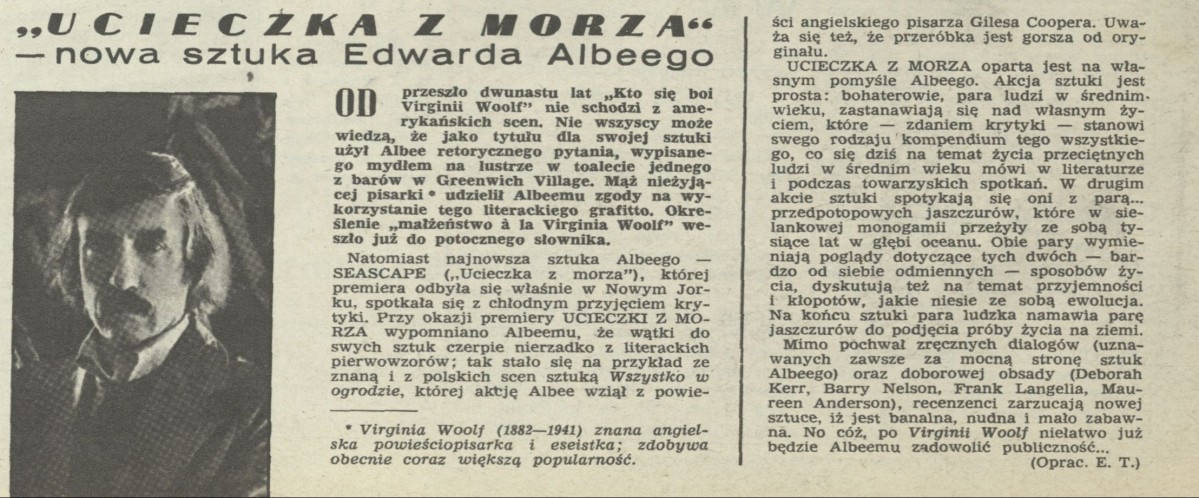 „UCIECZKA Z MORZA“
—nowa sztuka Edwarda Albeego
OD przeszło dwunastu lat „Kto się boi
Virginii Woolf” nie schodzi z ame-
rykańskich scen. Nie wszyscy może
wiedzą, że jako tytułu dla swojej sztuki
użył Albee retorycznego pytania, wypisane-
go mydłem na lustrze w toalecie jednego
z barów w Greenwich Village. Mąż nieżyją-
cej pisarki* udzielił Albeemu zgody na wy-
korzystanie tego literackiego grafitto. Okre-
ślenie „małżeństwo à la Virginia Woolf” we-
szło już do potocznego słownika.
Natomiast najnowsza sztuka Albeego —
SEASCAPE („Ucieczka z morza”), której
premiera odbyła się właśnie w Nowym Jor-
ku, spotkała się z chłodnym przyjęciem kry-
tyki. Przy okazji premiery UCIECZKI Z MO-
RZA wypomniano Albeemu, że wątki do
swych sztuk czerpie nierzadko z literackich
pierwowzorów; tak stało się na przykład ze
znaną i z polskich scen sztuką Wszystko w
ogrodzie, której akcję Albee wziął z powie-
* Virginia Woolf (1882—1941) znana angiel-
ska powieściopisarka i eseistka; zdobywa
obecnie coraz większą popularność.
ści angielskiego pisarza Gilesa Coopera. Uwa-
ża się też, że przeróbka jest gorsza od ory-
ginału.
UCIECZKA Z MORZA oparta jest na wła-
snym pomyśle Albeego. Akcja sztuki jest
prosta: bohaterowie, para ludzi w średnim
wieku, zastanawiają się nad własnym ży-
ciem, które — zdaniem krytyki — stanowi
swego rodzaju kompendium tego wszystkie-
go, co się dziś na temat życia przeciętnych
ludzi w średnim wieku mówi w literaturze
i podczas towarzyskich spotkań. W drugim
akcie sztuki spotykają się oni z parą...
przedpotopowych jaszczurów, które w sie-
lankowej monogamii przeżyły ze sobą ty-
siące lat w głębi oceanu. Obie pary wymie-
niają poglądy dotyczące tych dwóch — bar-
dzo od siebie odmiennych — sposobów ży-
cia, dyskutują też na temat przyjemności
i kłopotów, jakie niesie ze sobą ewolucja.
Na końcu sztuki para ludzka namawia parę
jaszczurów do podjęcia próby życia na ziemi.
Mimo pochwał zręcznych dialogów (uzna-
wanych zawsze za mocną stronę sztuk
Albeego) oraz doborowej obsady (Deborah
Kerr, Barry Nelson, Frank Langella, Mau-
reen Anderson), recenzenci zarzucają nowej
sztuce, iż jest banalna, nudna i mało zabaw-
na. No cóż, po Virginii Woolf niełatwo już
będzie Albeemu zadowolić publiczność...
(Oprac. E. T.)